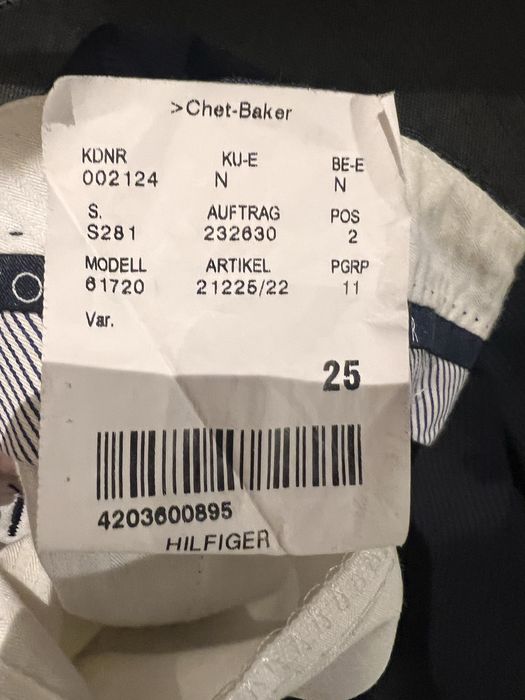 >Chet-Baker
KDNR KU-E BE-E
002124 N N
S. AUFTRAG POS
S281 232630 2
MODELL ARTIKEL PGRP
61720 21225/22 11
Var.
25
4203600895
HILFIGER